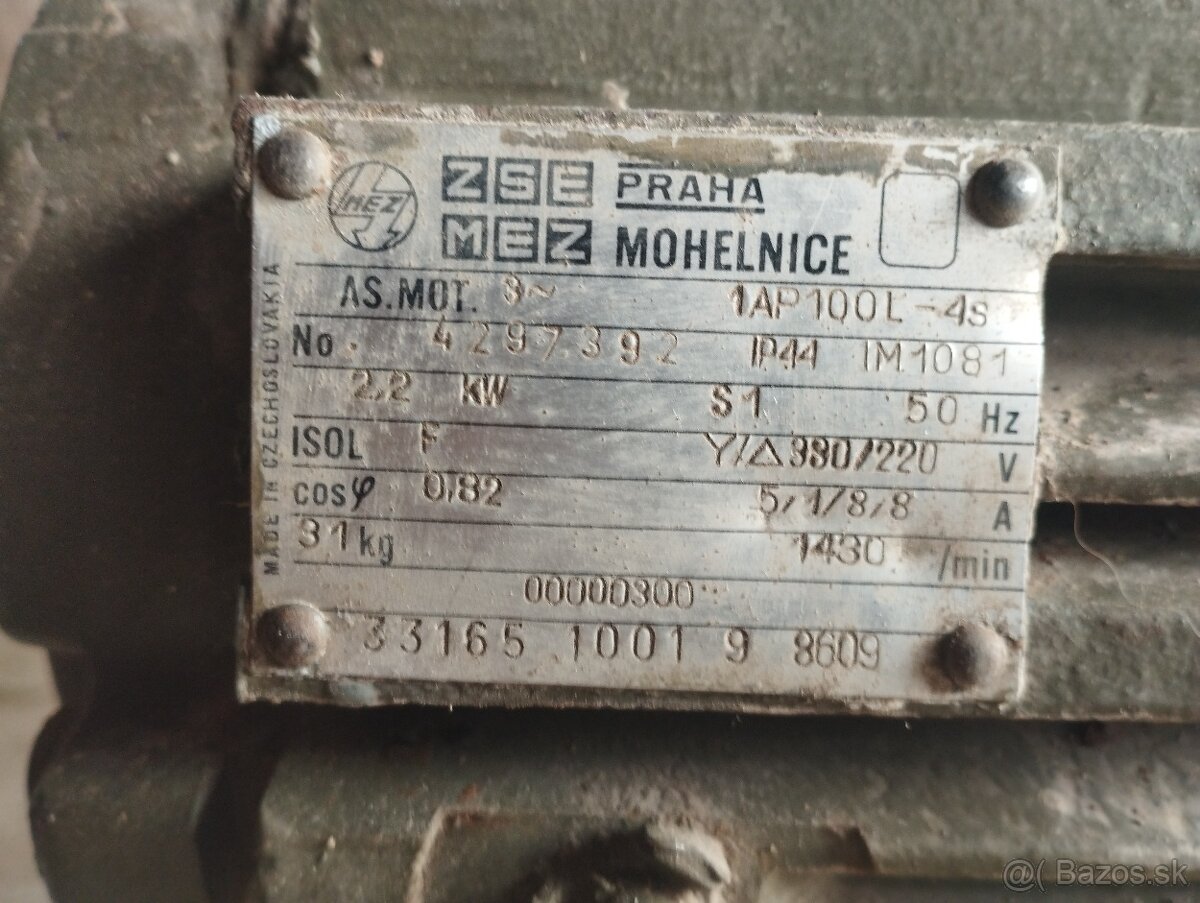 MEZ ZSE PRAHA
MEZ MOHELNICE
MADE IN CZECHOSLOVAKIA
AS.MOT. 3~ 1AP100L-4s
No. 4297392 IP44 IM1081
2.2 kW S1 50 Hz
ISOL F Y/△380/220 V
cosφ 0,82 5,1/8,8 A
31kg 1430 /min
00000300
33165 1001 9 8609
@( Bazos.sk